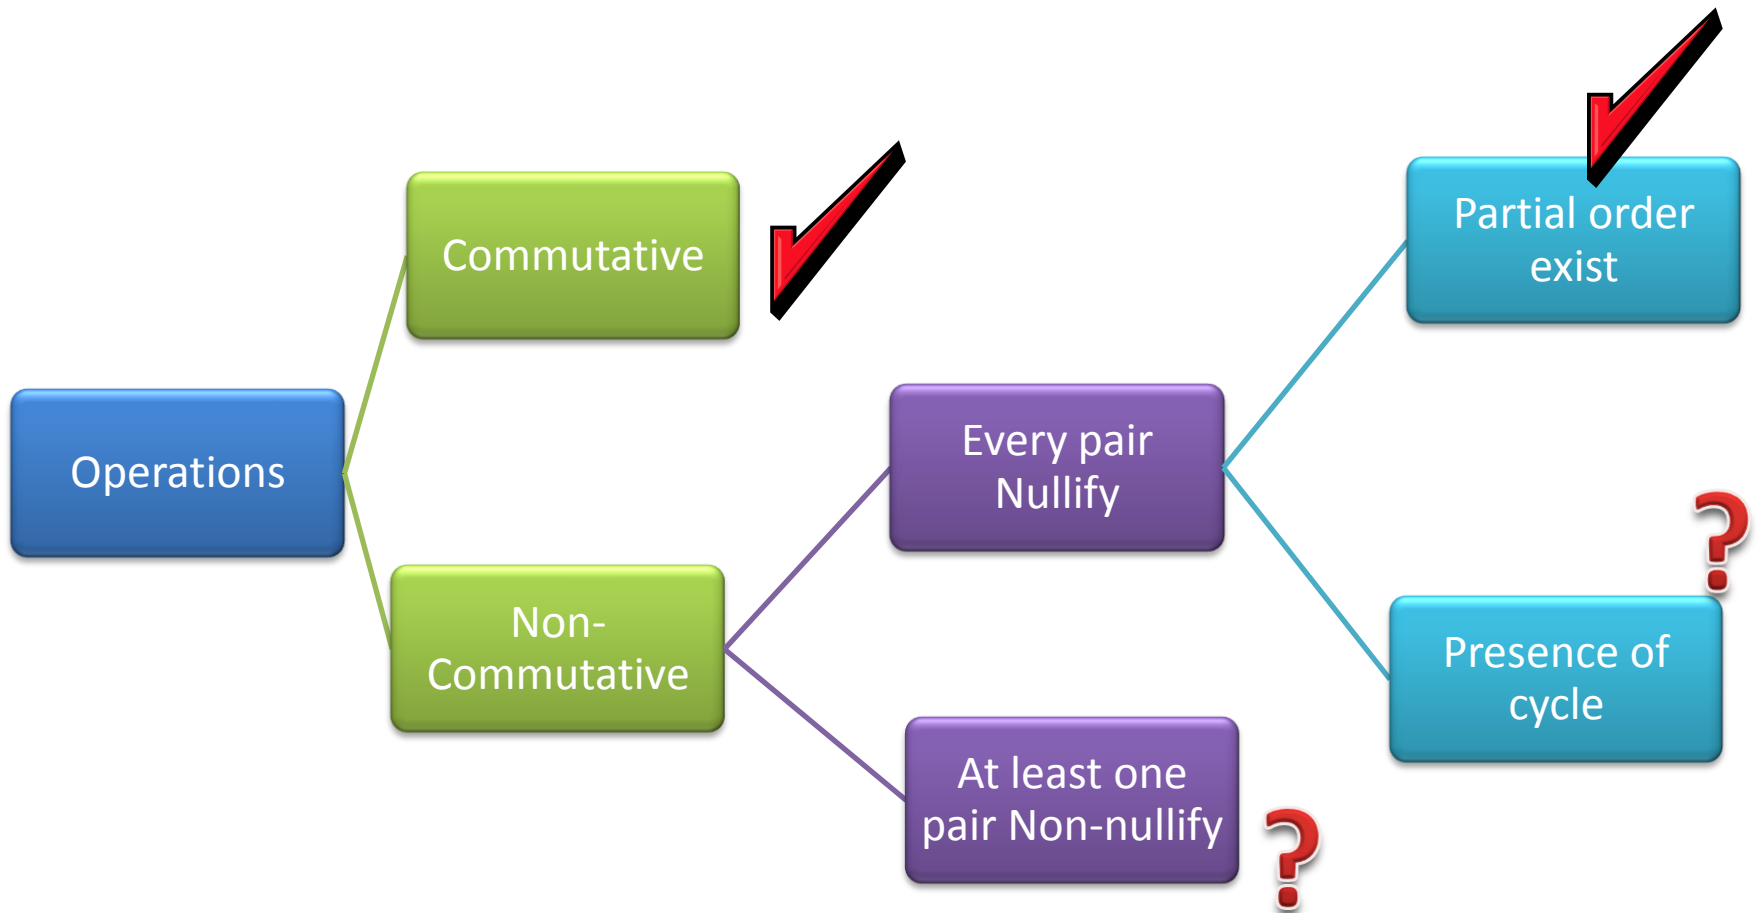 Operations
Commutative
Non-
Commutative
Every pair
Nullify
At least one
pair Non-nullify
Partial order
exist
Presence of
cycle
?
?